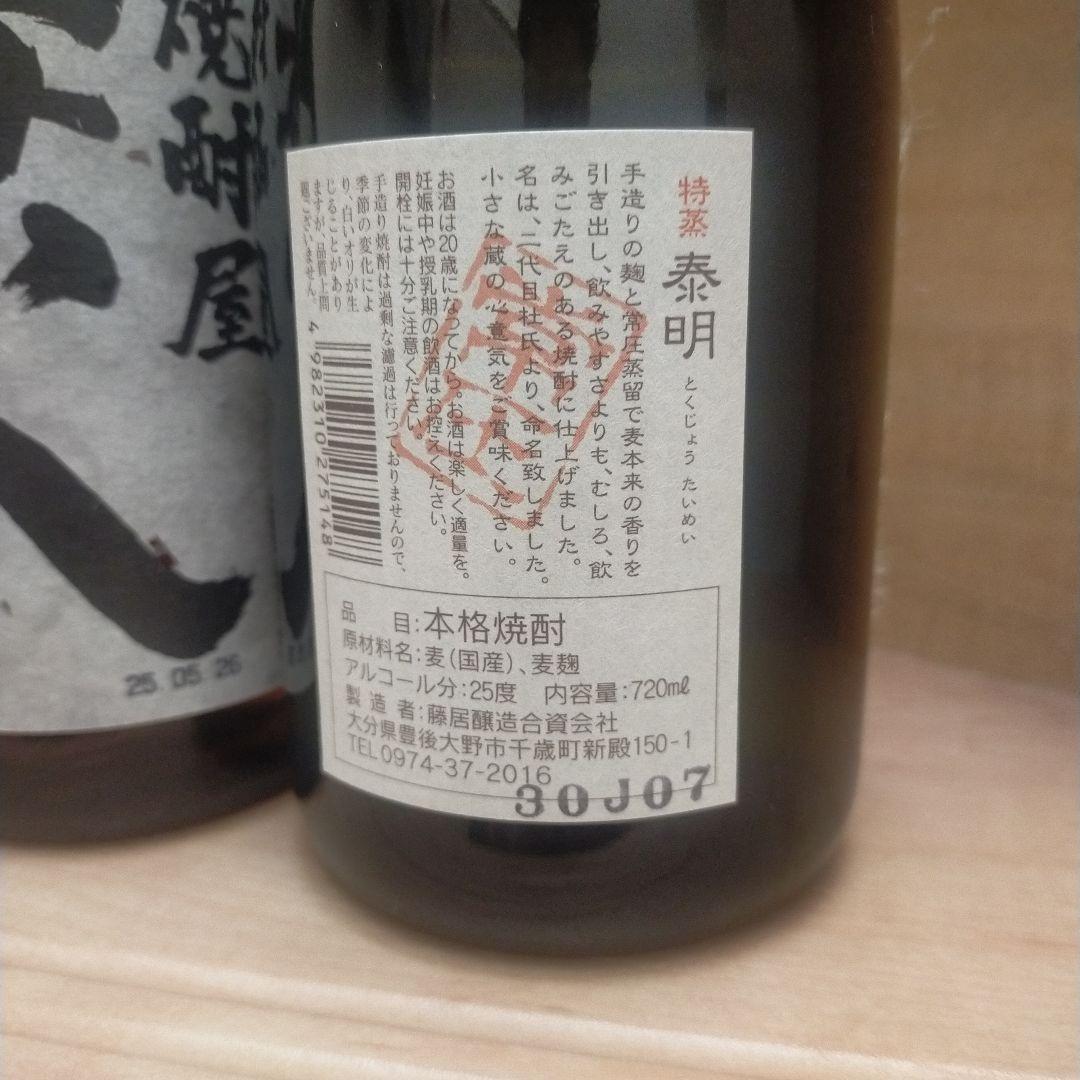 特蒸 泰明
とくじょう たいめい
手造りの麹と常圧蒸留で麦本来の香りを
引き出し、飲みやすさよりも、むしろ、飲
みごたえのある焼酎に仕上げました。
名は、二代目杜氏より、命名致しました。
小さな蔵の心意気をご賞味ください。
お酒は20歳になってから。お酒は楽しく適量を。
妊娠中や授乳期の飲酒はお控えください。
開栓には十分ご注意ください。
手造り焼酎は過剰な濾過は行っておりませんので、
季節の変化によ
り、白いオリが生
じることがあり
ますが、品質上問
題ございません。
4 982310 275148
品 目:本格焼酎
原材料名:麦(国産)、麦麹
アルコール分:25度 内容量:720㎖
製造者:藤居醸造合資会社
大分県豊後大野市千歳町新殿150-1
TEL0974-37-2016
30J07
焼酎屋
25.05.26